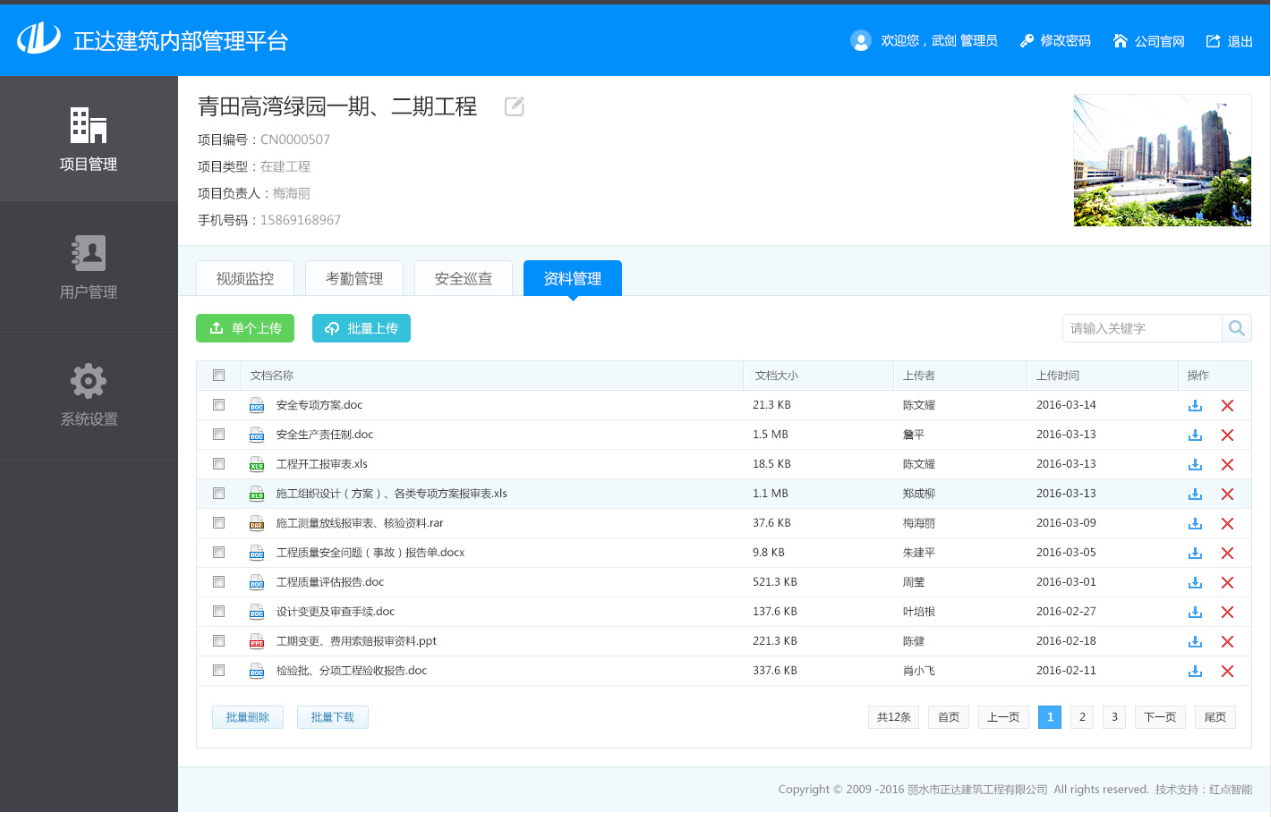 正达建筑内部管理平台
欢迎您，武剑 管理员 修改密码 公司官网 退出
项目管理
用户管理
系统设置
青田高湾绿园一期、二期工程
项目编号：CN0000507
项目类型：在建工程
项目负责人：梅海丽
手机号码：15869168967
视频监控 考勤管理 安全巡查 资料管理
单个上传 批量上传 请输入关键字
文档名称 文档大小 上传者 上传时间 操作
DOC 安全专项方案.doc 21.3 KB 陈文耀 2016-03-14
DOC 安全生产责任制.doc 1.5 MB 詹平 2016-03-13
XLS 工程开工报审表.xls 18.5 KB 陈文耀 2016-03-13
XLS 施工组织设计（方案）、各类专项方案报审表.xls 1.1 MB 郑成柳 2016-03-13
RAR 施工测量放线报审表、核验资料.rar 37.6 KB 梅海丽 2016-03-09
DOC 工程质量安全问题（事故）报告单.docx 9.8 KB 朱建平 2016-03-05
DOC 工程质量评估报告.doc 521.3 KB 周莹 2016-03-01
DOC 设计变更及审查手续.doc 137.6 KB 叶培根 2016-02-27
PPT 工期变更、费用索赔报审资料.ppt 221.3 KB 陈健 2016-02-18
DOC 检验批、分项工程验收报告.doc 337.6 KB 肖小飞 2016-02-11
批量删除 批量下载 共12条 首页 上一页 1 2 3 下一页 尾页
Copyright © 2009 -2016 丽水市正达建筑工程有限公司 All rights reserved. 技术支持：红点智能